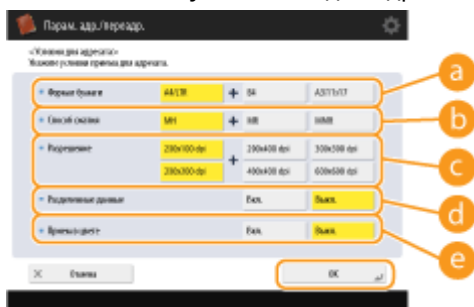 Парам. адр./переадр.
<Условия для адресата>
Укажите условия приема для адресата.
Формат бумаги A4/LTR + B4 A3/11x17 a
Способ сжатия MH + MR MMR b
Разрешение 200x100 dpi 200x400 dpi 300x300 dpi c
200x200 dpi + 400x400 dpi 600x600 dpi
Разделенные данные Вкл. Выкл. d
Прием в цвете Вкл. Выкл. e
× Отмена OK